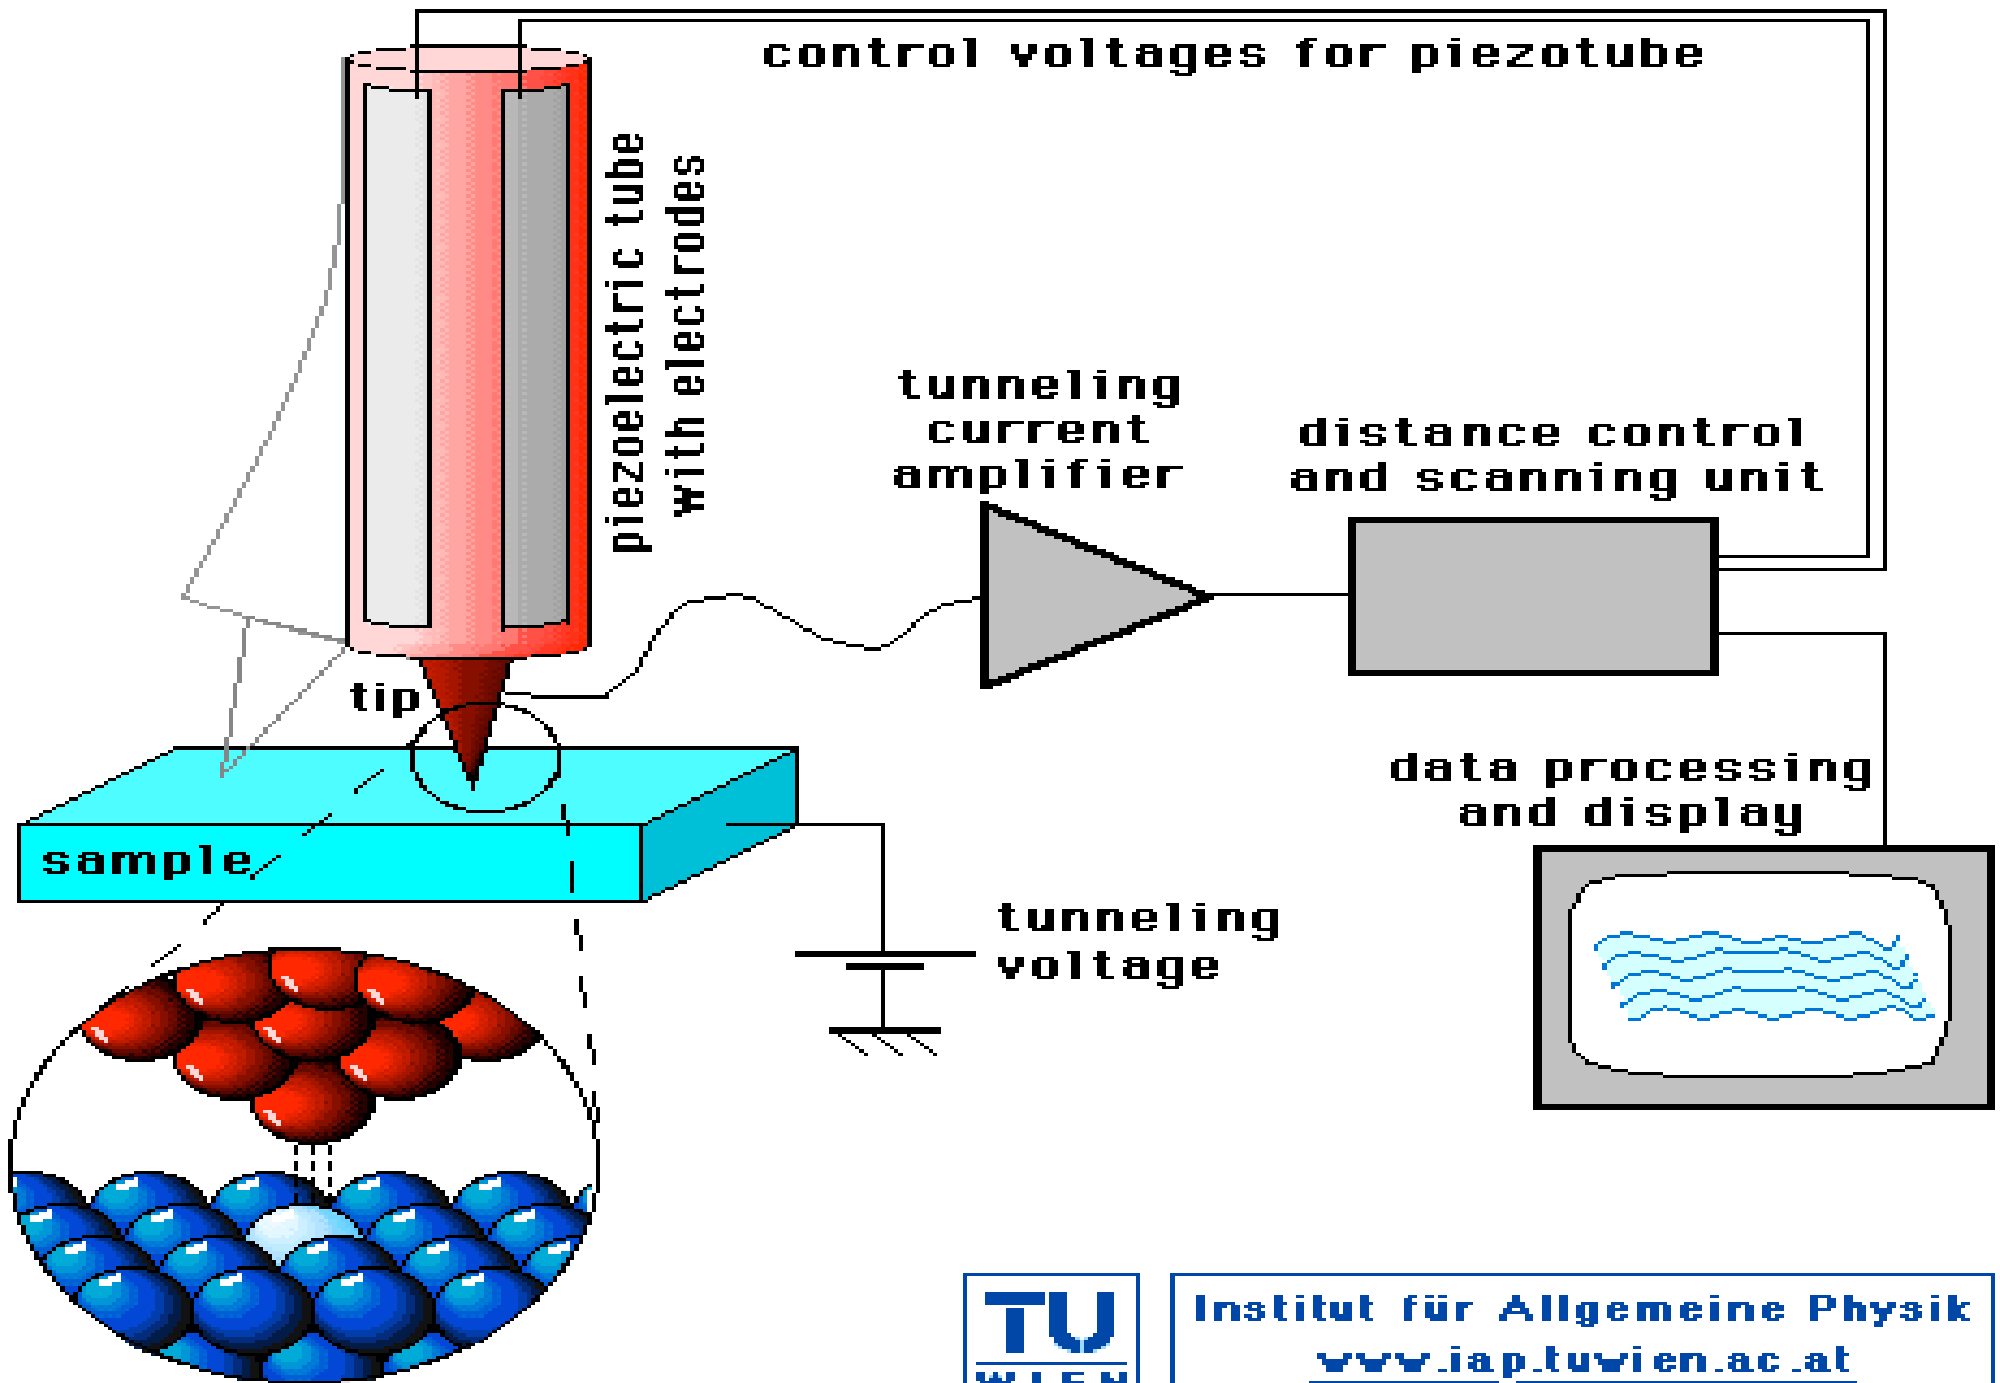 control voltages for piezotube
piezoelectric tube
with electrodes
tunneling
current
amplifier
distance control
and scanning unit
tip
sample
data processing
and display
tunneling
voltage
TU
WIEN
Institut für Allgemeine Physik
www.iap.tuwien.ac.at